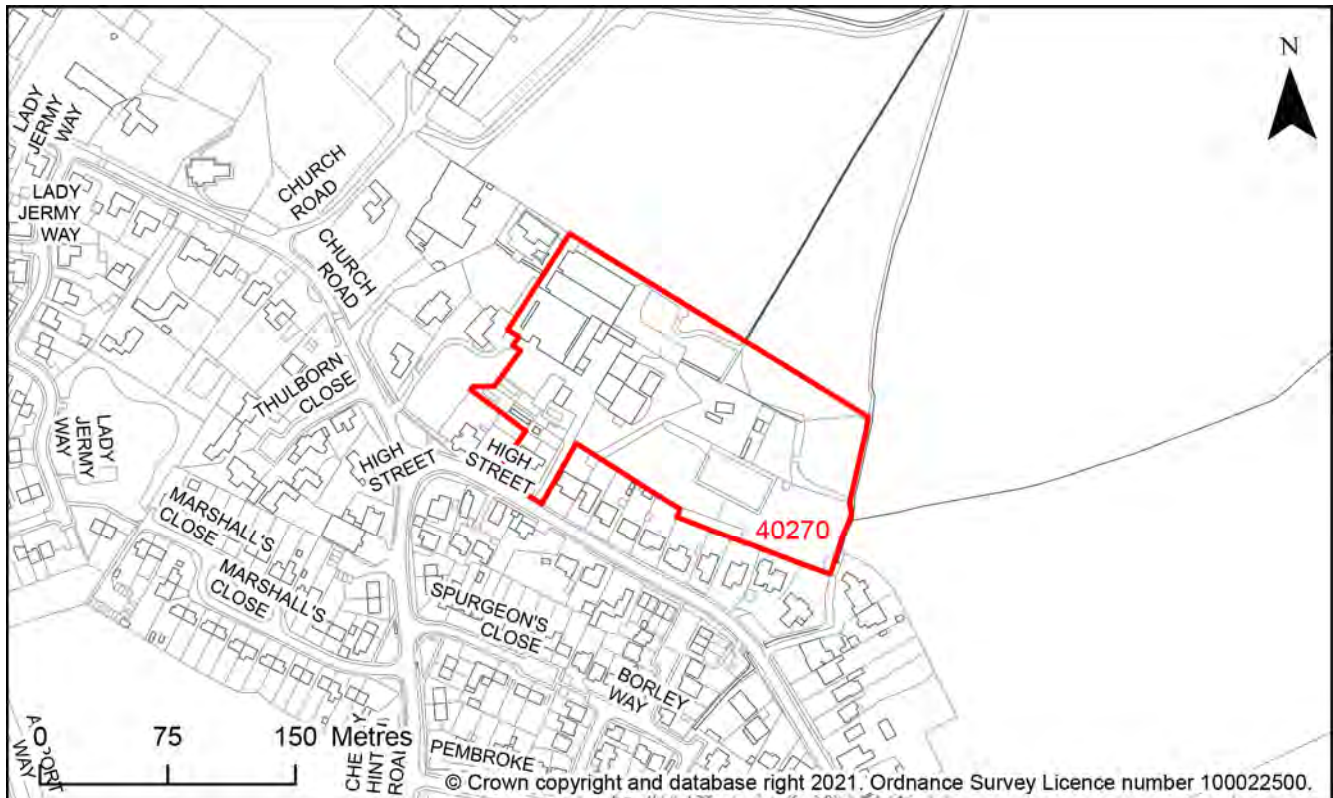 N
LADY
JERMY
WAY
CHURCH
ROAD
LADY
JERMY
WAY
CHURCH
ROAD
THULBORN
CLOSE
LADY
JERMY
WAY
HIGH
STREET
HIGH
STREET
MARSHALL'S
CLOSE
40270
MARSHALL'S
CLOSE
SPURGEON'S
CLOSE
BORLEY
WAY
PEMBROKE
WAY
0 75 150 Metres
ROAD
© Crown copyright and database right 2021. Ordnance Survey Licence number 100022500.